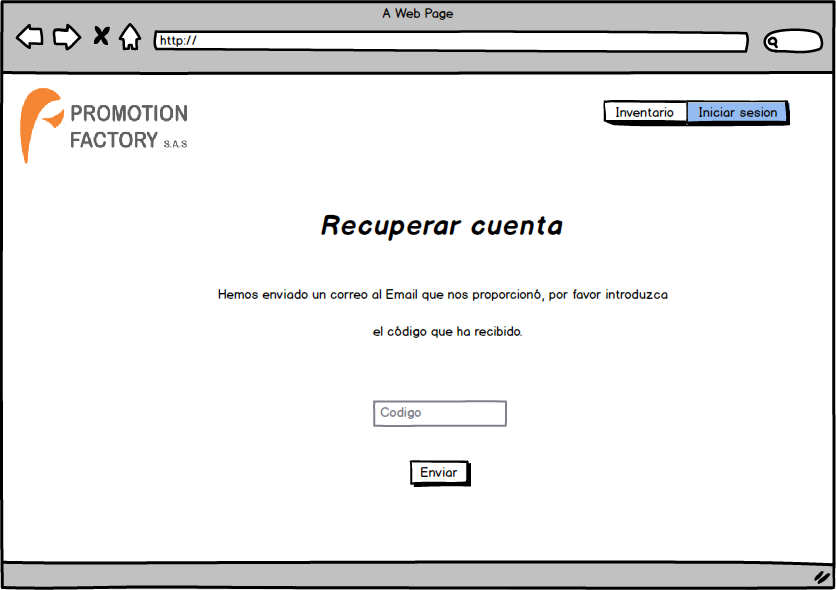 A Web Page
http://
PROMOTION
FACTORY S.A.S
Inventario
Iniciar sesion
Recuperar cuenta
Hemos enviado un correo al Email que nos proporcionó, por favor introduzca
el código que ha recibido.
Codigo
Enviar